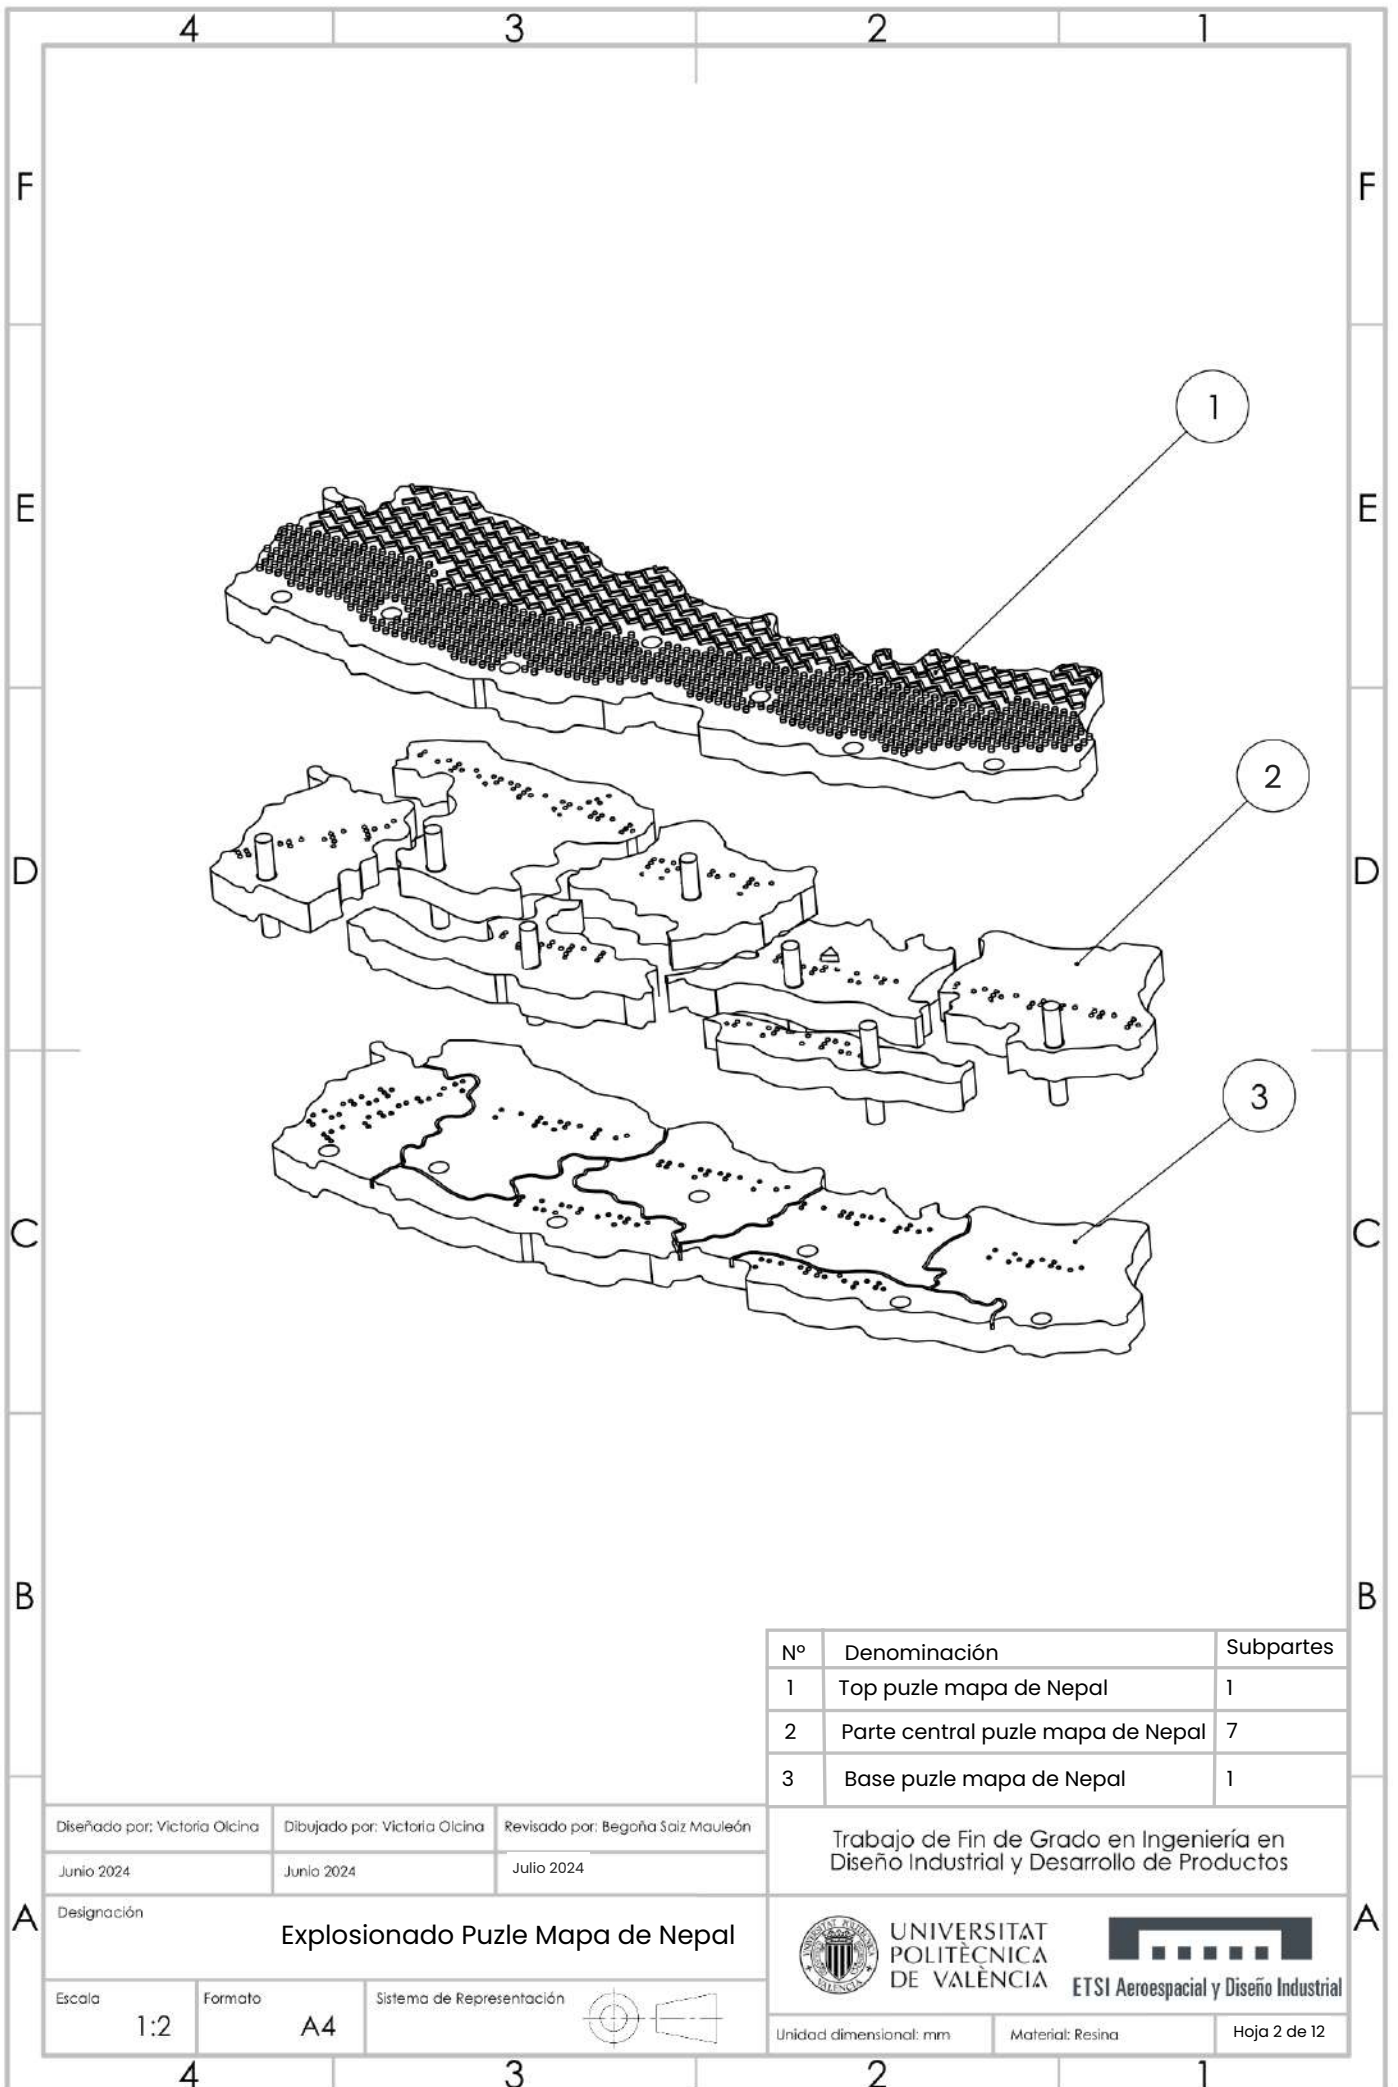 4 3 2 1
F F
1
E E
2
D D
3
C C
B B
Nº Denominación Subpartes
1 Top puzle mapa de Nepal 1
2 Parte central puzle mapa de Nepal 7
3 Base puzle mapa de Nepal 1
Diseñado por: Victoria Olcina Dibujado por: Victoria Olcina Revisado por: Begoña Saiz Mauleón
Junio 2024 Junio 2024 Julio 2024
Trabajo de Fin de Grado en Ingeniería en
Diseño Industrial y Desarrollo de Productos
A A
Designación
Explosionado Puzle Mapa de Nepal
UNIVERSITAT
POLITÈCNICA
DE VALÈNCIA
ETSI Aeroespacial y Diseño Industrial
Escala Formato Sistema de Representación
1:2 A4
Unidad dimensional: mm Material: Resina Hoja 2 de 12
4 3 2 1